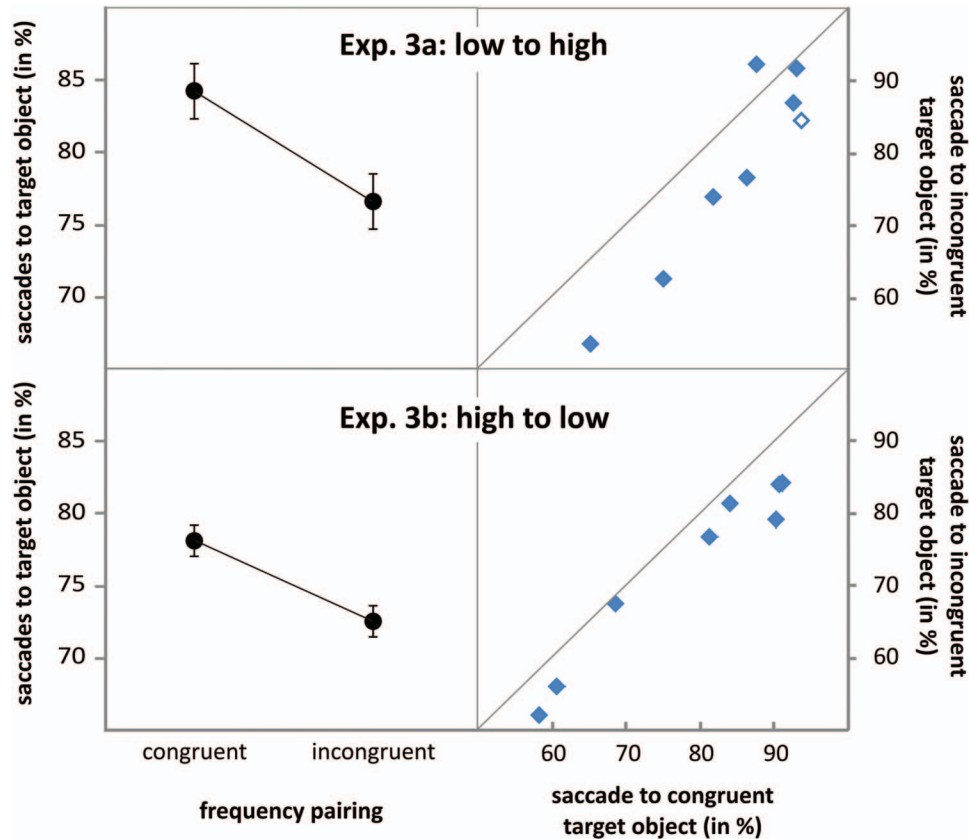 Exp. 3a: low to high
saccades to target object (in %)
85
80
75
70
90
80
70
60
saccade to incongruent
target object (in %)
Exp. 3b: high to low
saccades to target object (in %)
85
80
75
70
90
80
70
60
saccade to incongruent
target object (in %)
congruent incongruent
60 70 80 90
frequency pairing
saccade to congruent
target object (in %)